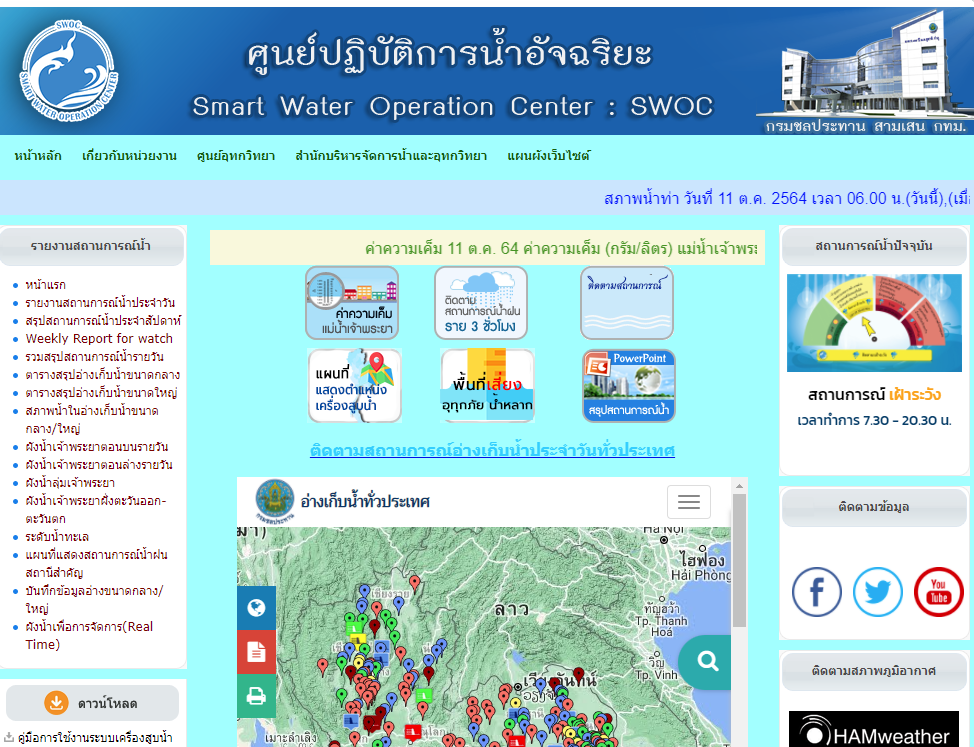 SWOC
SMART WATER OPERATION CENTER
ศูนย์ปฏิบัติการน้ำอัจฉริยะ
Smart Water Operation Center : SWOC
กรมชลประทาน สามเสน กทม.
หน้าหลัก เกี่ยวกับหน่วยงาน ศูนย์อุทกวิทยา สำนักบริหารจัดการน้ำและอุทกวิทยา แผนผังเว็บไซต์
สภาพน้ำท่า วันที่ 11 ต.ค. 2564 เวลา 06.00 น.(วันนี้),(เมื่
รายงานสถานการณ์น้ำ
หน้าแรก
รายงานสถานการณ์น้ำประจำวัน
สรุปสถานการณ์น้ำประจำสัปดาห์
Weekly Report for watch
รวมสรุปสถานการณ์น้ำรายวัน
ตารางสรุปอ่างเก็บน้ำขนาดกลาง
ตารางสรุปอ่างเก็บน้ำขนาดใหญ่
สภาพน้ำในอ่างเก็บน้ำขนาด
กลาง/ใหญ่
ผังน้ำเจ้าพระยาตอนบนรายวัน
ผังน้ำเจ้าพระยาตอนล่างรายวัน
ผังน้ำลุ่มเจ้าพระยา
ผังน้ำเจ้าพระยาฝั่งตะวันออก-
ตะวันตก
ระดับน้ำทะเล
แผนที่แสดงสถานการณ์น้ำฝน
สถานีสำคัญ
บันทึกข้อมูลอ่างขนาดกลาง/
ใหญ่
ผังน้ำเพื่อการจัดการ(Real
Time)
ดาวน์โหลด
คู่มือการใช้งานระบบเครื่องสูบน้ำ
ค่าความเค็ม 11 ต.ค. 64 ค่าความเค็ม (กรัม/ลิตร) แม่น้ำเจ้าพระ
ค่าความเค็ม
แม่น้ำเจ้าพระยา
ติดตาม
สถานการณ์น้ำฝน
ราย 3 ชั่วโมง
ติดตามสถานการณ์
แผนที่
แสดงตำแหน่ง
เครื่องสูบน้ำ
พื้นที่เสี่ยง
อุทกภัย น้ำหลาก
PowerPoint
สรุปสถานการณ์น้ำ
ติดตามสถานการณ์อ่างเก็บน้ำประจำวันทั่วประเทศ
กรมชลประทาน
อ่างเก็บน้ำทั่วประเทศ
มา)
Hà Nội
ไฮฟอง
Hải Phòng
เชียงราย
ลาว
ทัญฮว้า
Tp. Thanh
Hoá
วิญ
Tp. Vinh
เวียงจันทน์
ວຽງຈັນ
เมาะลำเลิง
สถานการณ์น้ำปัจจุบัน
สถานการณ์ เฝ้าระวัง
เวลาทำการ 7.30 - 20.30 น.
ติดตามข้อมูล
f
You
Tube
ติดตามสภาพภูมิอากาศ
HAMweather